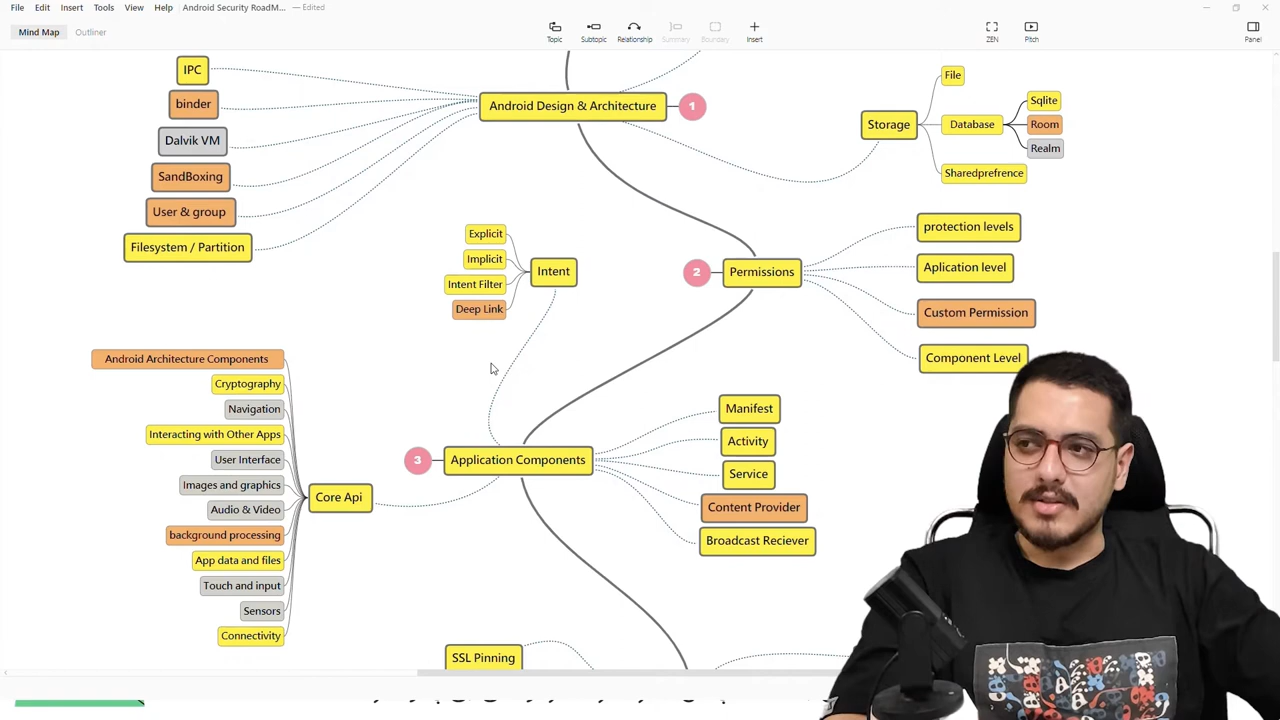 File Edit Insert Tools View Help Android Security RoadM... — Edited
Mind Map Outliner
Topic Subtopic Relationship Summary Boundary Insert ZEN Pitch Panel
IPC
binder
Dalvik VM
SandBoxing
User & group
Filesystem / Partition
Android Design & Architecture
1
Storage
File
Database
Sqlite
Room
Realm
Sharedprefrence
Explicit
Implicit
Intent Filter
Deep Link
Intent
2
Permissions
protection levels
Aplication level
Custom Permission
Component Level
Android Architecture Components
Cryptography
Navigation
Interacting with Other Apps
User Interface
Images and graphics
Audio & Video
background processing
App data and files
Touch and input
Sensors
Connectivity
Core Api
3
Application Components
Manifest
Activity
Service
Content Provider
Broadcast Reciever
SSL Pinning